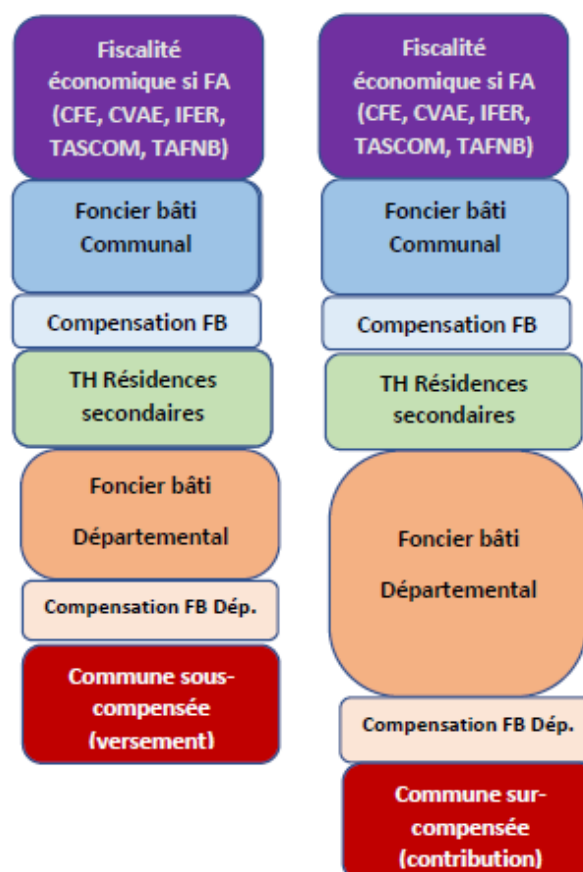 Fiscalité
économique si FA
(CFE, CVAE, IFER,
TASCOM, TAFNB)
Foncier bâti
Communal
Compensation FB
TH Résidences
secondaires
Foncier bâti
Départemental
Compensation FB Dép.
Commune sous-
compensée
(versement)
Fiscalité
économique si FA
(CFE, CVAE, IFER,
TASCOM, TAFNB)
Foncier bâti
Communal
Compensation FB
TH Résidences
secondaires
Foncier bâti
Départemental
Compensation FB Dép.
Commune sur-
compensée
(contribution)